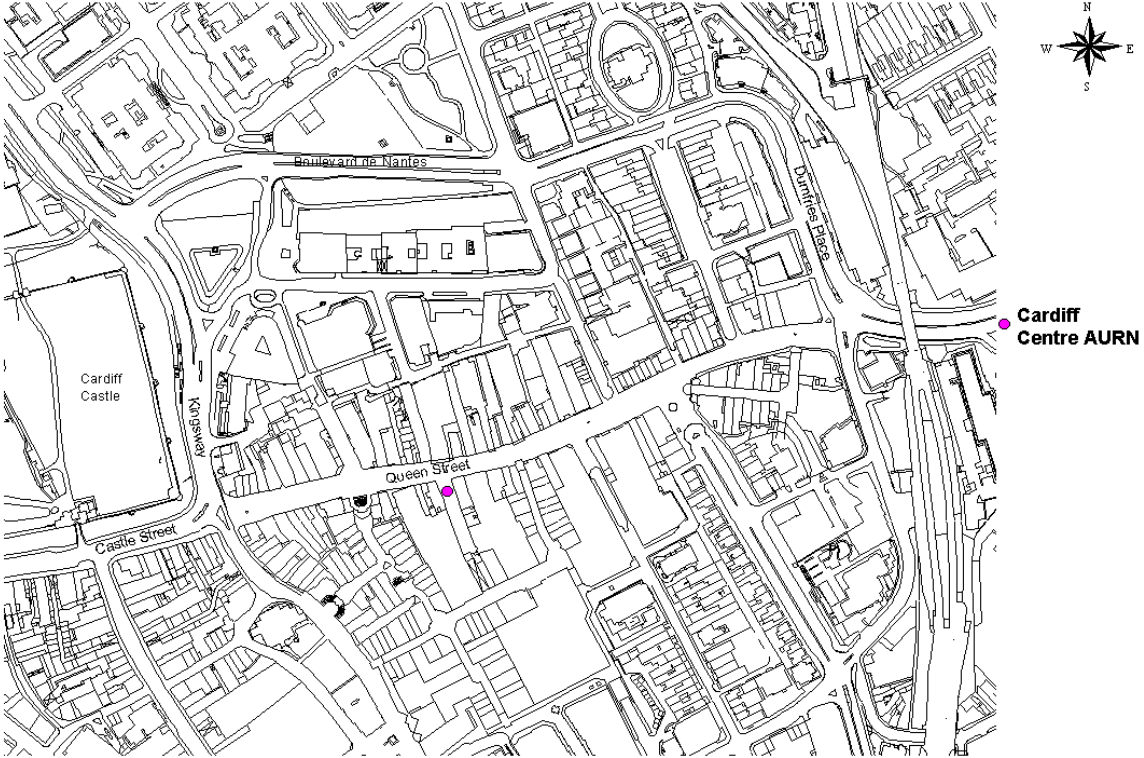 N
W E
S
Boulevard de Nantes
Dumfries Place
Cardiff
Centre AURN
Cardiff
Castle
Kingsway
Queen Street
Castle Street